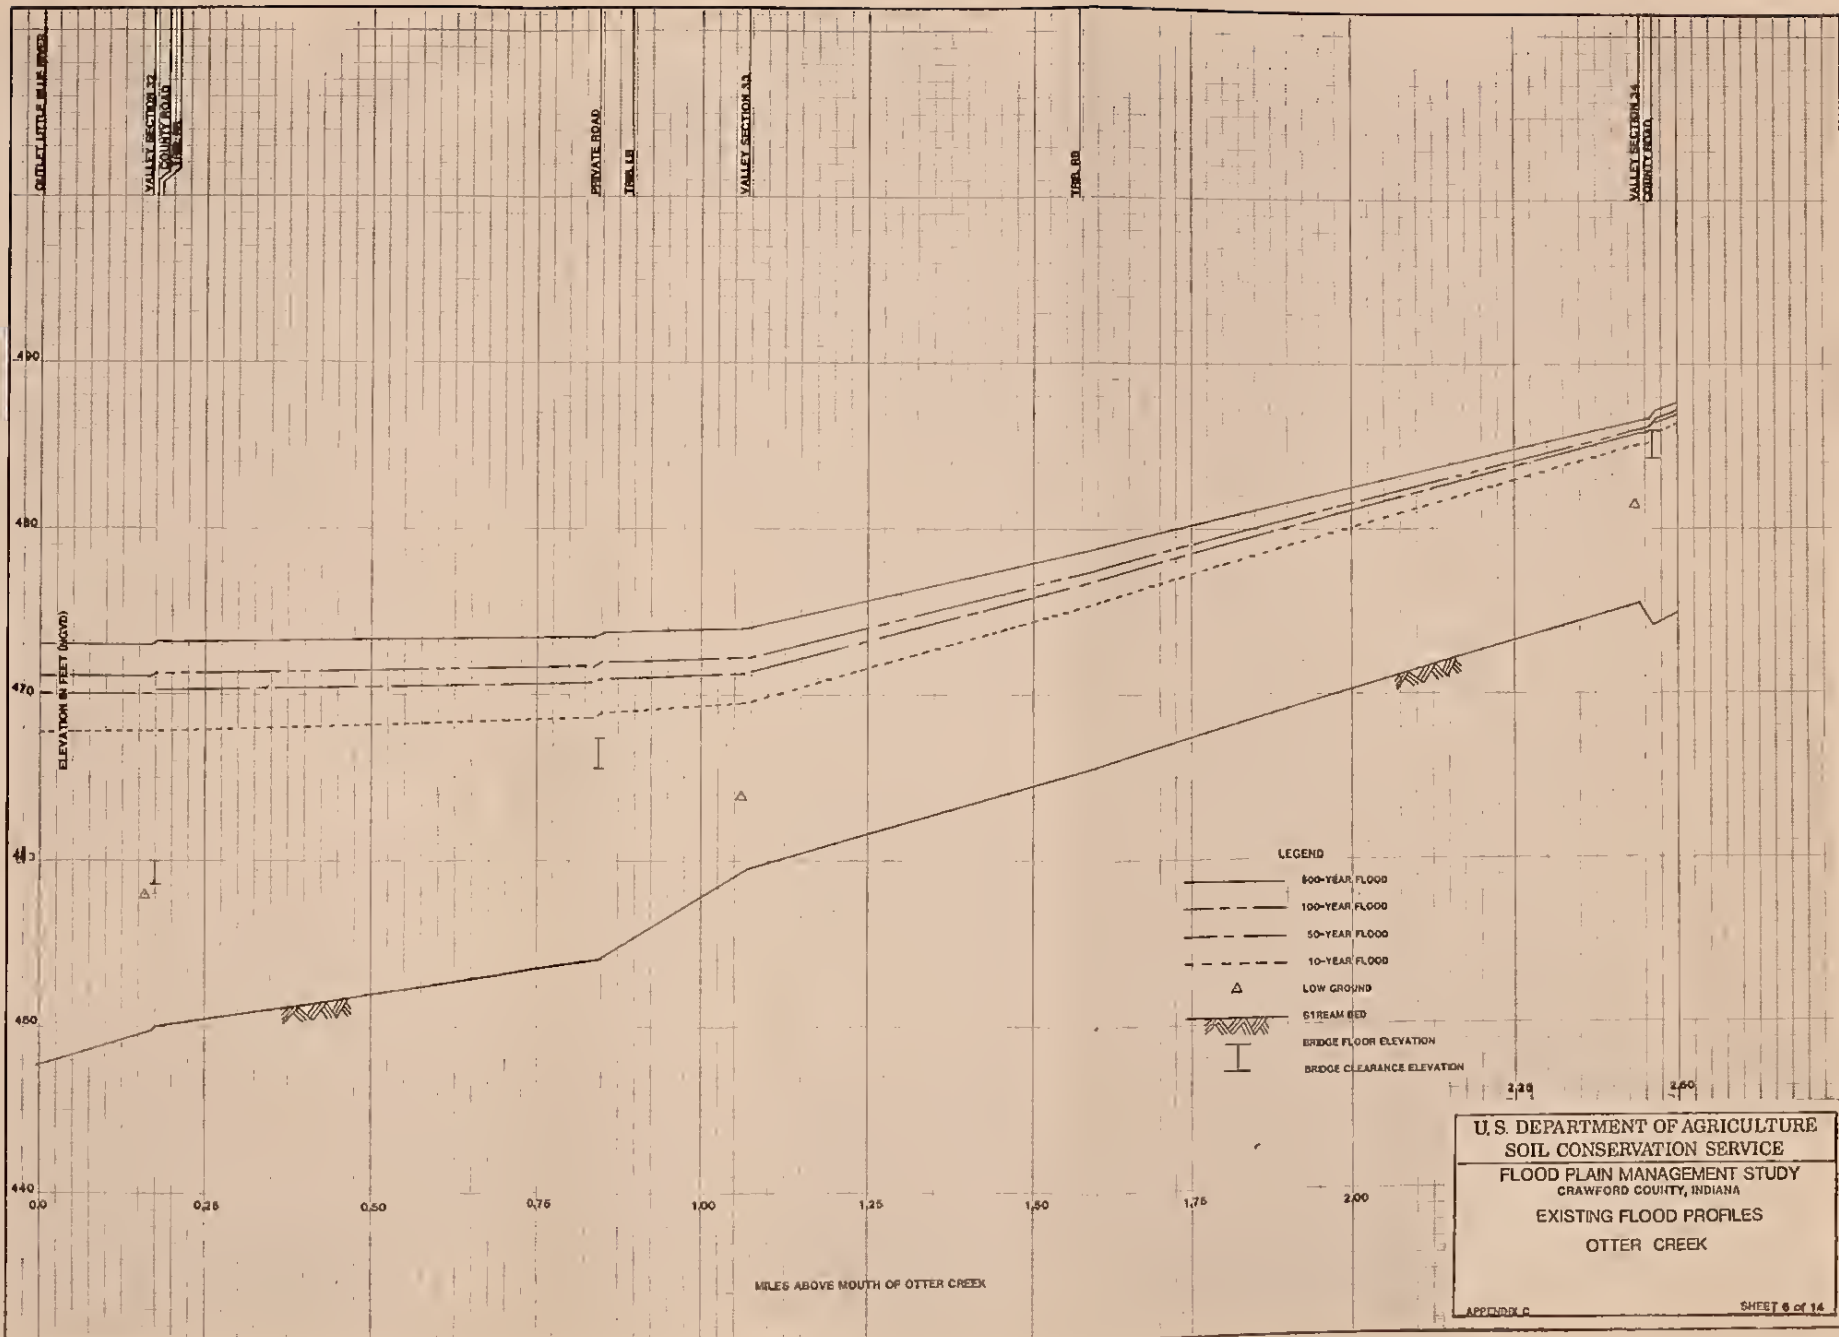 OUTLET LITTLE BLUE RIVER
VALLEY SECTION 32
COUNTY ROAD
PRIVATE ROAD
TRIB. LB
VALLEY SECTION 33
TRIB. RB
VALLEY SECTION 34
COUNTY ROAD
490
480
470
450
440
ELEVATION IN FEET (NGVD)
LEGEND
500-YEAR FLOOD
100-YEAR FLOOD
50-YEAR FLOOD
10-YEAR FLOOD
LOW GROUND
STREAM BED
BRIDGE FLOOR ELEVATION
BRIDGE CLEARANCE ELEVATION
0.0
0.25
0.50
0.75
1.00
1.25
1.50
1.75
2.00
2.25
2.50
MILES ABOVE MOUTH OF OTTER CREEK
U. S. DEPARTMENT OF AGRICULTURE
SOIL CONSERVATION SERVICE
FLOOD PLAIN MANAGEMENT STUDY
CRAWFORD COUNTY, INDIANA
EXISTING FLOOD PROFILES
OTTER CREEK
APPENDIX C
SHEET 6 of 14